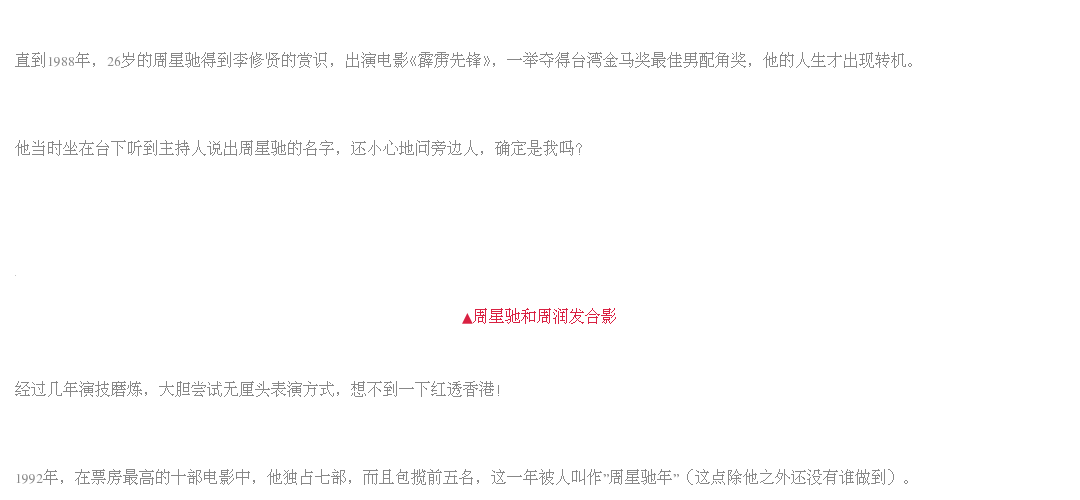 直到1988年，26岁的周星驰得到李修贤的赏识，出演电影《霹雳先锋》，一举夺得台湾金马奖最佳男配角奖，他的人生才出现转机。
他当时坐在台下听到主持人说出周星驰的名字，还小心地问旁边人，确定是我吗？
▲周星驰和周润发合影
经过几年演技磨炼，大胆尝试无厘头表演方式，想不到一下红透香港！
1992年，在票房最高的十部电影中，他独占七部，而且包揽前五名，这一年被人叫作”周星驰年”（这点除他之外还没有谁做到）。